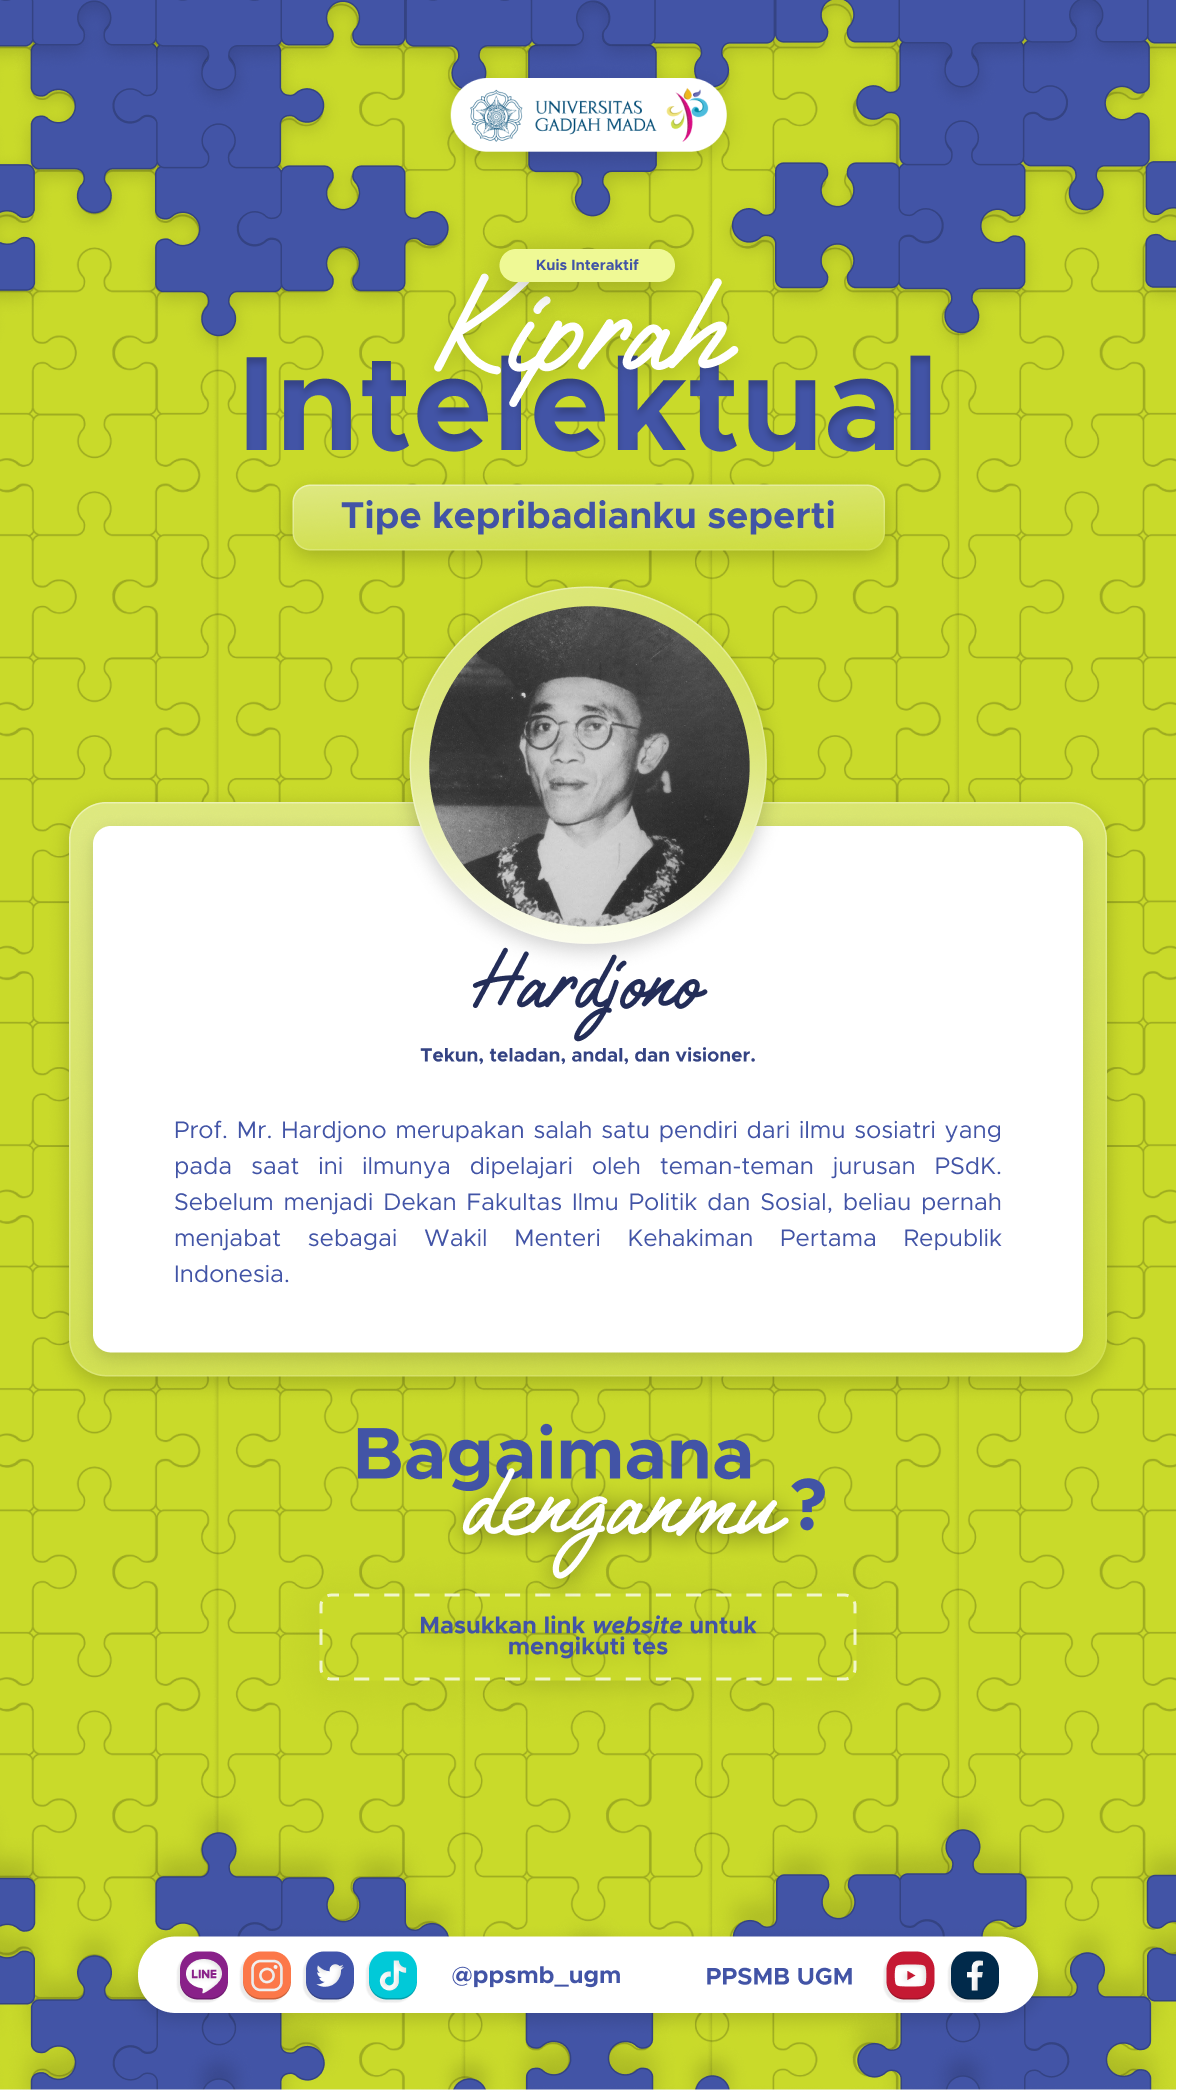 UNIVERSITAS
GADJAH MADA
Kuis Interaktif
Kiprah
Intelektual
Tipe kepribadianku seperti
Hardjono
Tekun, teladan, andal, dan visioner.
Prof. Mr. Hardjono merupakan salah satu pendiri dari ilmu sosiatri yang
pada saat ini ilmunya dipelajari oleh teman-teman jurusan PSdK.
Sebelum menjadi Dekan Fakultas Ilmu Politik dan Sosial, beliau pernah
menjabat sebagai Wakil Menteri Kehakiman Pertama Republik
Indonesia.
Bagaimana
denganmu?
Masukkan link website untuk
mengikuti tes
LINE @ppsmb_ugm PPSMB UGM